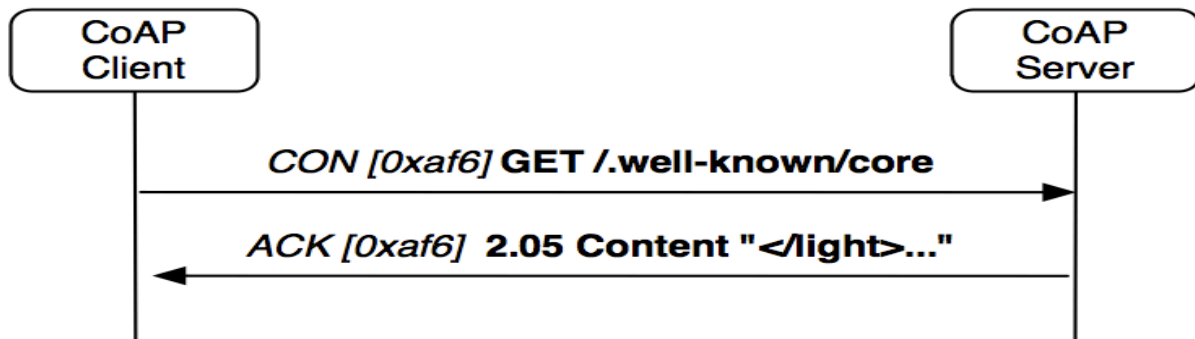 CoAP
Client
CoAP
Server
CON [0xaf6] GET /.well-known/core
ACK [0xaf6] 2.05 Content "</light>..."